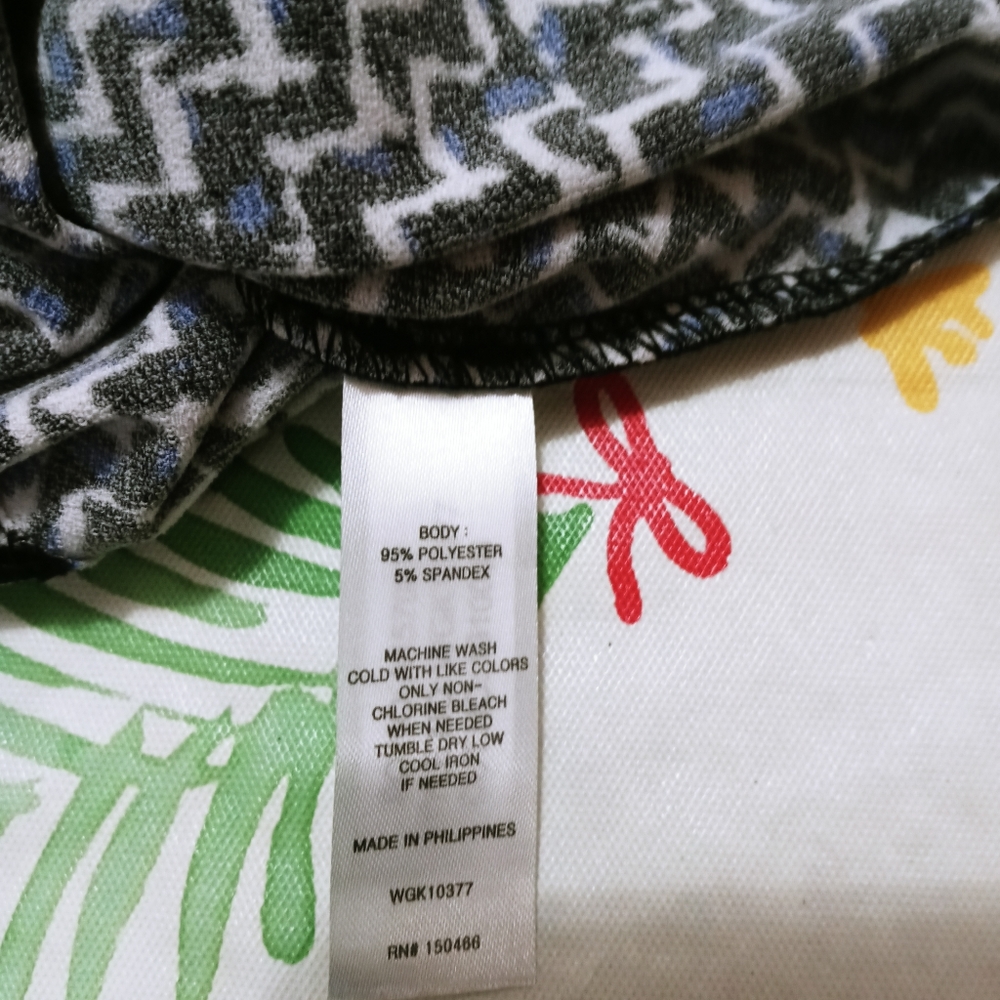 BODY :
95% POLYESTER
5% SPANDEX
MACHINE WASH
COLD WITH LIKE COLORS
ONLY NON-
CHLORINE BLEACH
WHEN NEEDED
TUMBLE DRY LOW
COOL IRON
IF NEEDED
MADE IN PHILIPPINES
WGK10377
RN# 150466